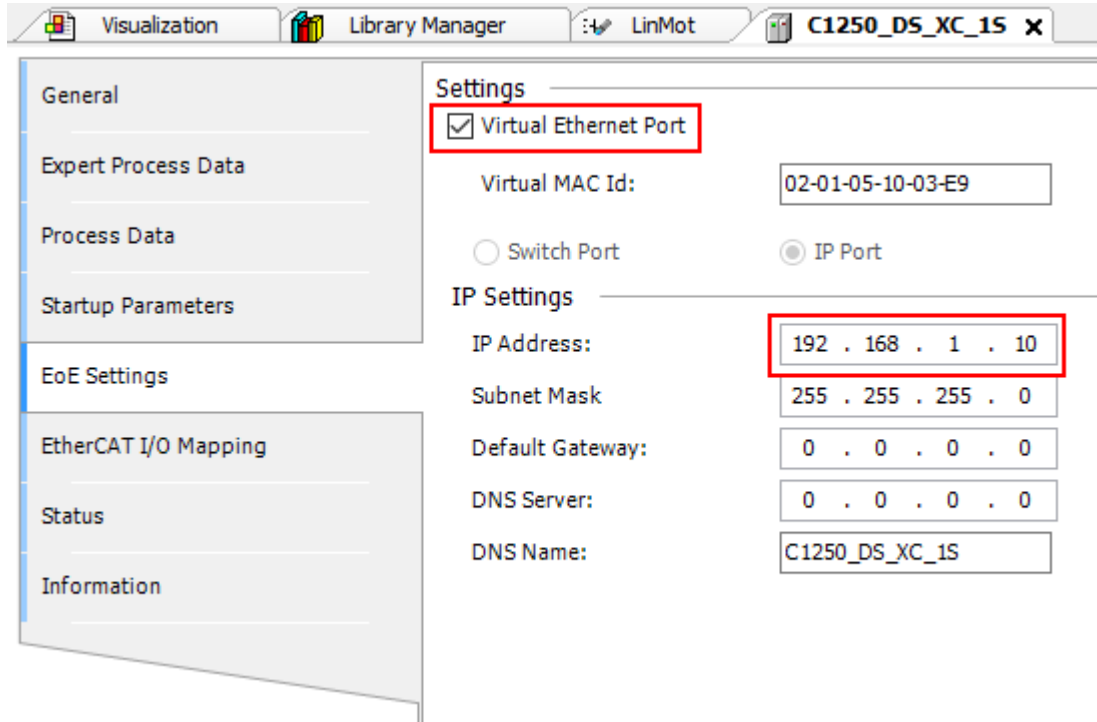 Visualization Library Manager LinMot C1250_DS_XC_1S X
General
Expert Process Data
Process Data
Startup Parameters
EoE Settings
EtherCAT I/O Mapping
Status
Information
Settings
Virtual Ethernet Port
Virtual MAC Id: 02-01-05-10-03-E9
Switch Port IP Port
IP Settings
IP Address: 192 . 168 . 1 . 10
Subnet Mask 255 . 255 . 255 . 0
Default Gateway: 0 . 0 . 0 . 0
DNS Server: 0 . 0 . 0 . 0
DNS Name: C1250_DS_XC_1S